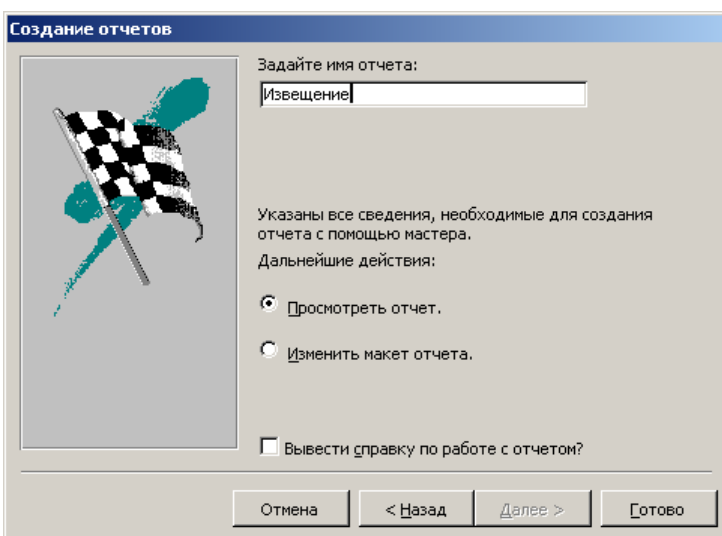 Создание отчетов
Задайте имя отчета:
Извещение
Указаны все сведения, необходимые для создания
отчета с помощью мастера.
Дальнейшие действия:
Просмотреть отчет.
Изменить макет отчета.
Вывести справку по работе с отчетом?
Отмена
< Назад
Далее >
Готово